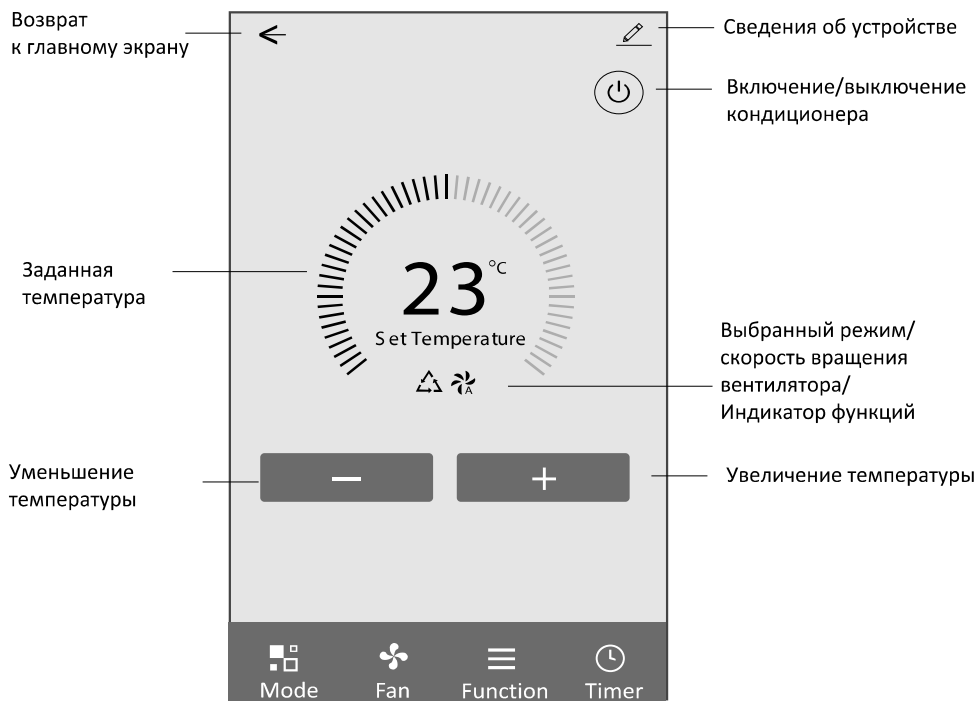 Возврат
к главному экрану
Сведения об устройстве
Включение/выключение
кондиционера
Заданная
температура
23°C
Set Temperature
A
Выбранный режим/
скорость вращения
вентилятора/
Индикатор функций
Уменьшение
температуры
Увеличение температуры
Mode Fan Function Timer